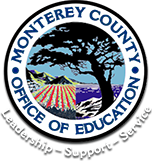 MONTEREY COUNTY
OFFICE OF EDUCATION
Leadership – Support – Service